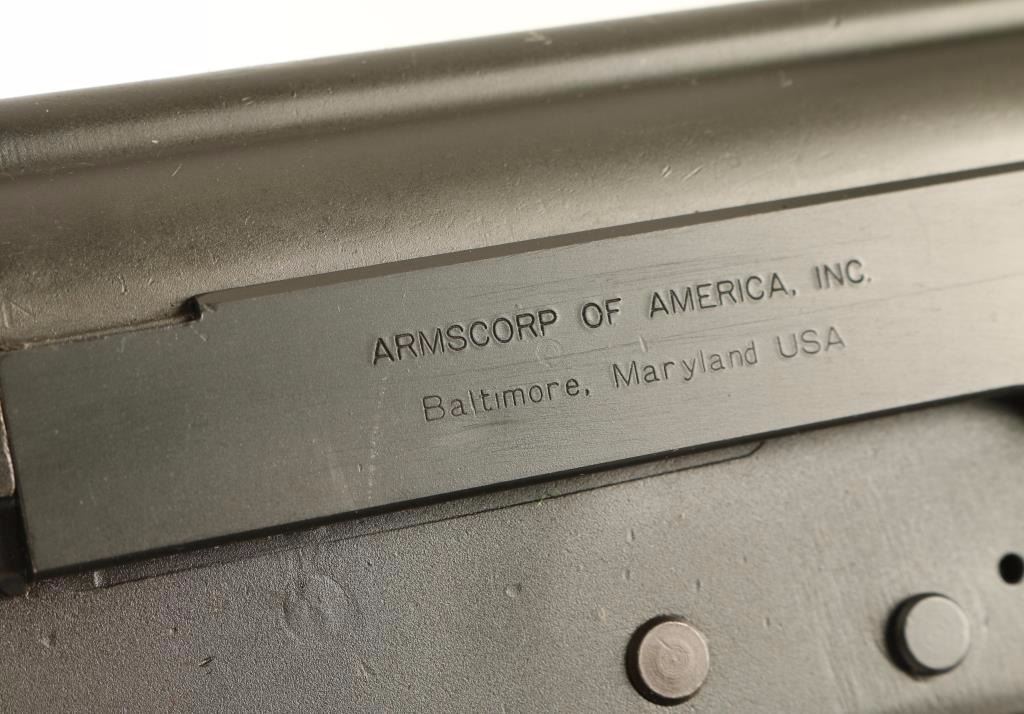 ARMSCORP OF AMERICA, INC.
Baltimore, Maryland USA